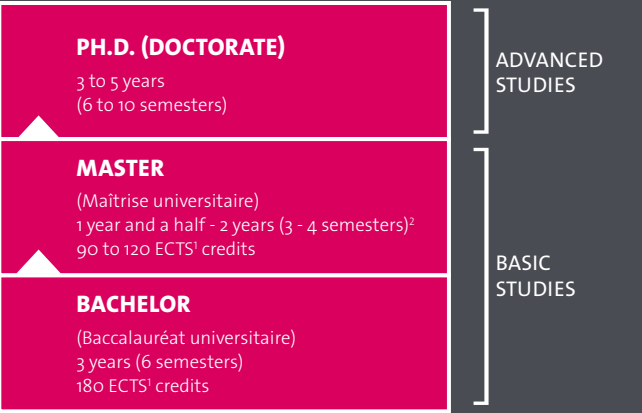 PH.D. (DOCTORATE)
3 to 5 years
(6 to 10 semesters)
ADVANCED
STUDIES
MASTER
(Maîtrise universitaire)
1 year and a half - 2 years (3 - 4 semesters)²
90 to 120 ECTS¹ credits
BACHELOR
(Baccalauréat universitaire)
3 years (6 semesters)
180 ECTS¹ credits
BASIC
STUDIES